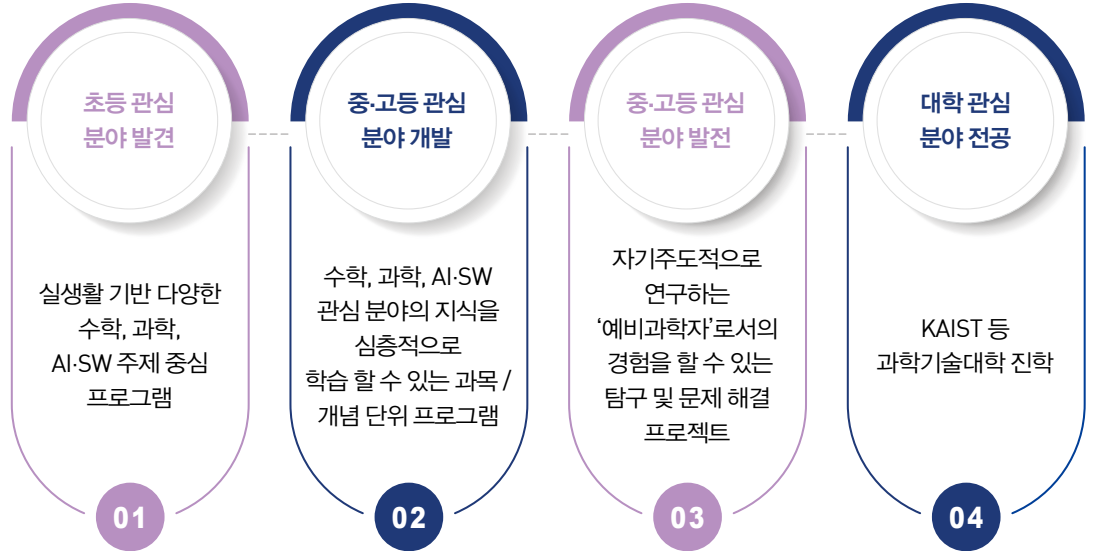 초등 관심
분야 발견
실생활 기반 다양한
수학, 과학,
AI·SW 주제 중심
프로그램
01
중·고등 관심
분야 개발
수학, 과학, AI·SW
관심 분야의 지식을
심층적으로
학습 할 수 있는 과목 /
개념 단위 프로그램
02
중·고등 관심
분야 발전
자기주도적으로
연구하는
‘예비과학자’로서의
경험을 할 수 있는
탐구 및 문제 해결
프로젝트
03
대학 관심
분야 전공
KAIST 등
과학기술대학 진학
04